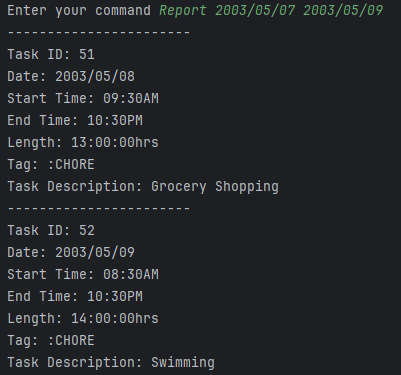 Enter your command Report 2003/05/07 2003/05/09
-----------------------
Task ID: 51
Date: 2003/05/08
Start Time: 09:30AM
End Time: 10:30PM
Length: 13:00:00hrs
Tag: :CHORE
Task Description: Grocery Shopping
-----------------------
Task ID: 52
Date: 2003/05/09
Start Time: 08:30AM
End Time: 10:30PM
Length: 14:00:00hrs
Tag: :CHORE
Task Description: Swimming